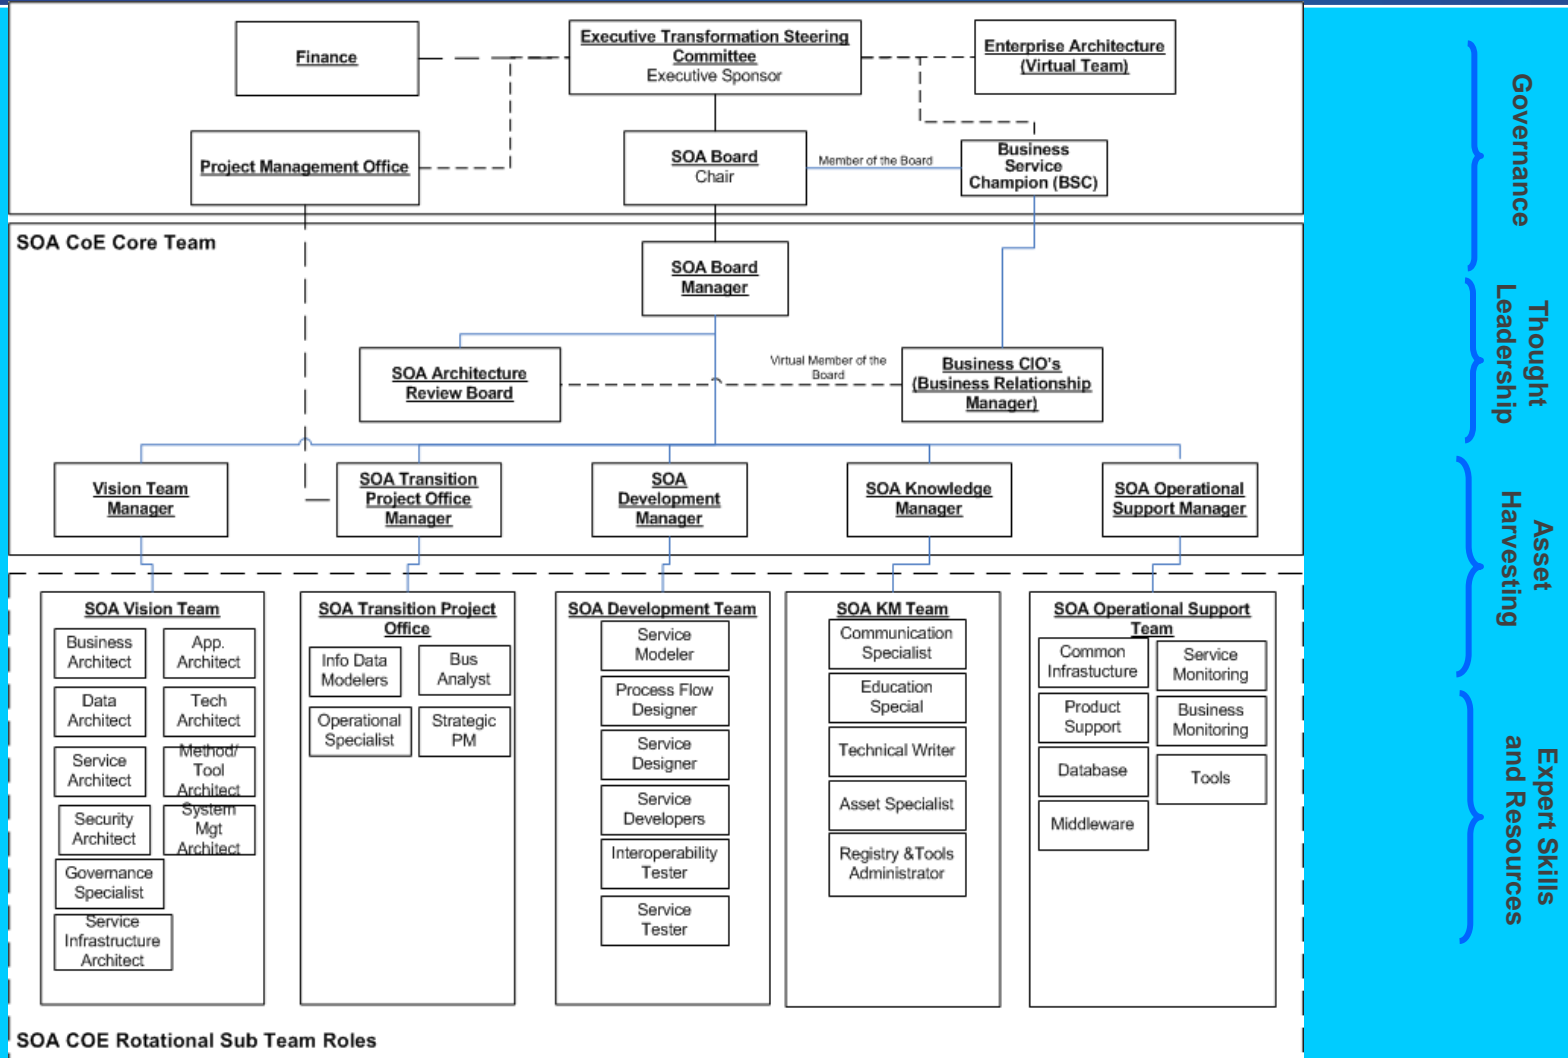 Finance
Executive Transformation Steering
Committee
Executive Sponsor
Enterprise Architecture
(Virtual Team)
Project Management Office
SOA Board
Chair
Member of the Board
Business
Service
Champion (BSC)
Governance
SOA CoE Core Team
SOA Board
Manager
SOA Architecture
Review Board
Virtual Member of the
Board
Business CIO's
(Business Relationship
Manager)
Thought
Leadership
Vision Team
Manager
SOA Transition
Project Office
Manager
SOA
Development
Manager
SOA Knowledge
Manager
SOA Operational
Support Manager
Asset
Harvesting
SOA Vision Team
Business
Architect
App.
Architect
Data
Architect
Tech
Architect
Service
Architect
Method/
Tool
Architect
Security
Architect
System
Mgt
Architect
Governance
Specialist
Service
Infrastructure
Architect
SOA Transition Project
Office
Info Data
Modelers
Bus
Analyst
Operational
Specialist
Strategic
PM
SOA Development Team
Service
Modeler
Process Flow
Designer
Service
Designer
Service
Developers
Interoperability
Tester
Service
Tester
SOA KM Team
Communication
Specialist
Education
Special
Technical Writer
Asset Specialist
Registry &Tools
Administrator
SOA Operational Support
Team
Common
Infrastucture
Service
Monitoring
Product
Support
Business
Monitoring
Database
Tools
Middleware
Expert Skills
and Resources
SOA COE Rotational Sub Team Roles